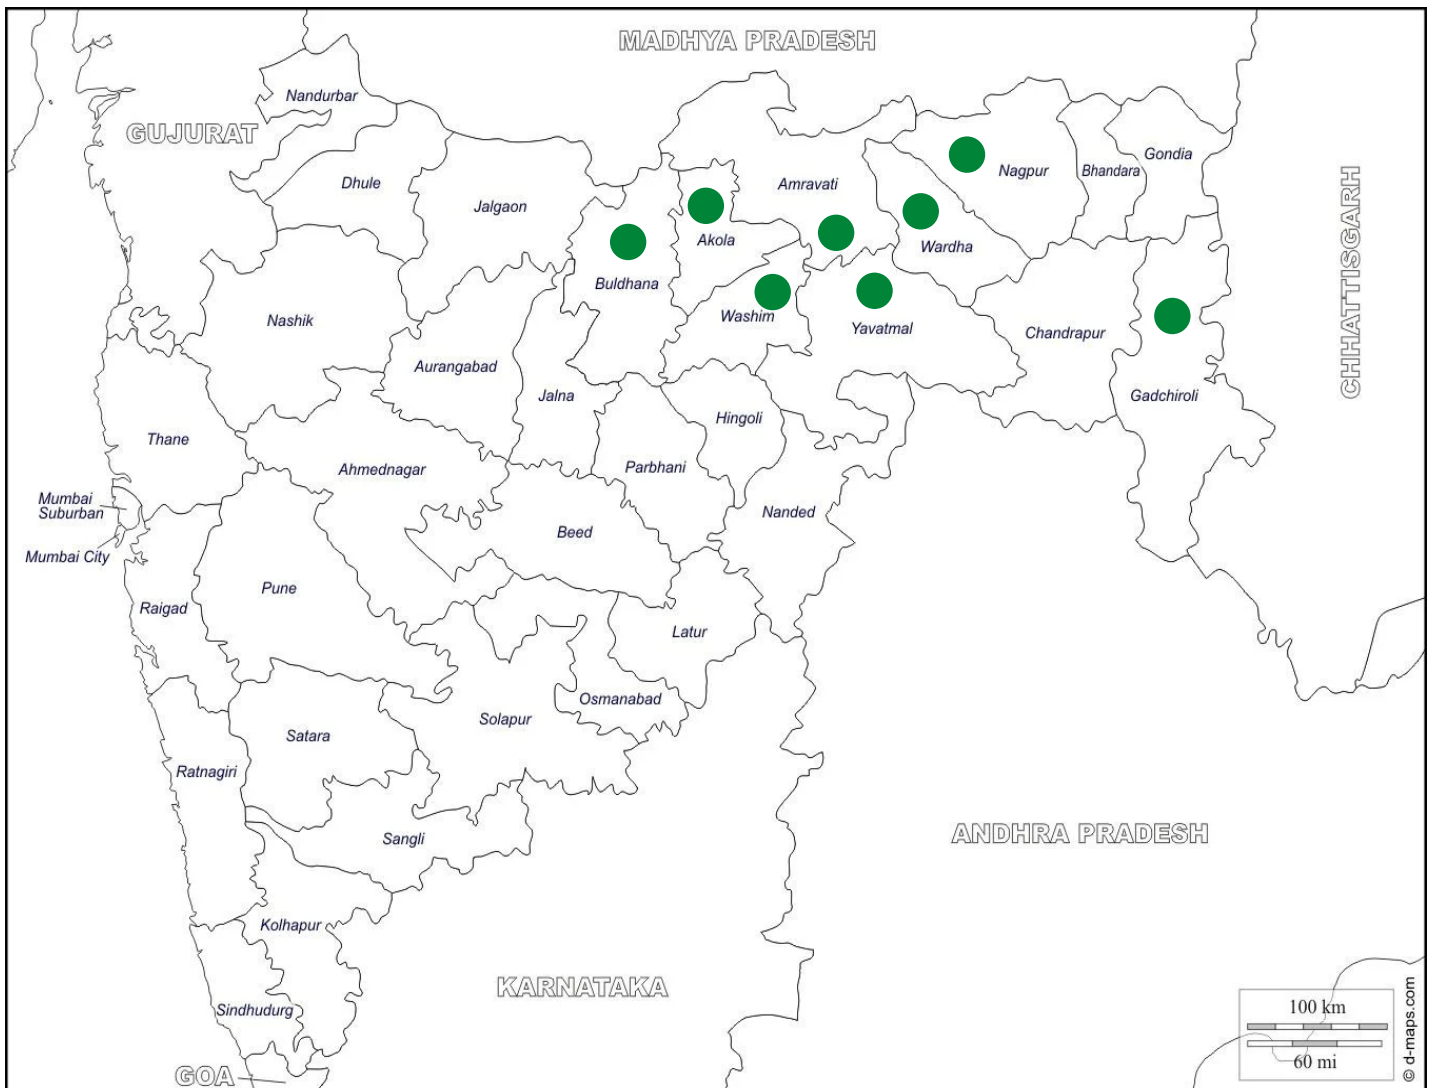 MADHYA PRADESH
Nandurbar
GUJURAT
Dhule
Jalgaon
Amravati
Nagpur
Bhandara
Gondia
Akola
Wardha
Buldhana
Washim
Yavatmal
Chandrapur
Gadchiroli
CHHATTISGARH
Nashik
Aurangabad
Jalna
Hingoli
Thane
Ahmednagar
Parbhani
Mumbai
Suburban
Nanded
Beed
Mumbai City
Pune
Raigad
Latur
Osmanabad
Solapur
Satara
Ratnagiri
Sangli
ANDHRA PRADESH
Kolhapur
KARNATAKA
Sindhudurg
GOA
100 km
60 mi
© d-maps.com